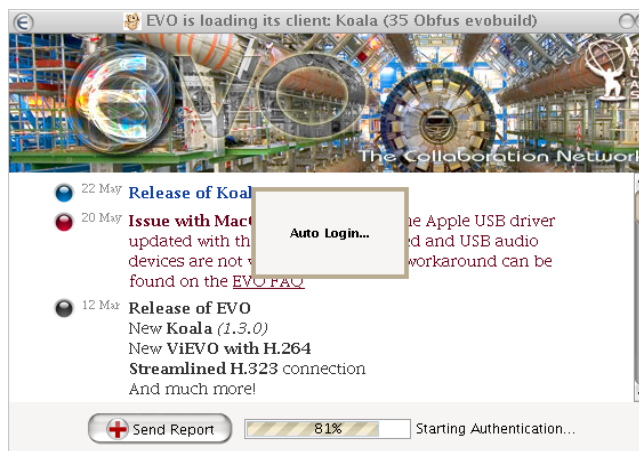 EVO is loading its client: Koala (35 Obfus evobuild)
EVO
The Collaboration Network
22 May Release of Koal
20 May Issue with Mac e Apple USB driver
updated with th ed and USB audio
devices are not workaround can be
found on the EVO FAQ
Auto Login...
12 Mar Release of EVO
New Koala (1.3.0)
New ViEVO with H.264
Streamlined H.323 connection
And much more!
Send Report 81% Starting Authentication...